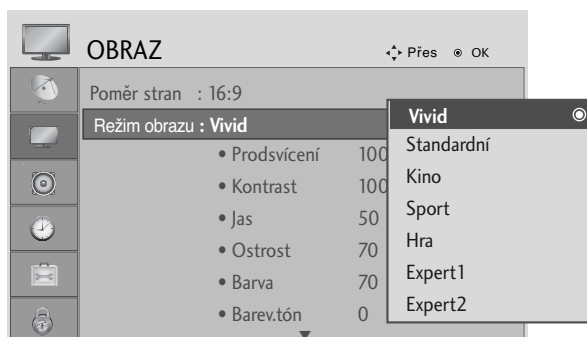 OBRAZ
Přes OK
Poměr stran : 16:9
Režim obrazu : Vivid
• Prodsvícení 100
• Kontrast 100
• Jas 50
• Ostrost 70
• Barva 70
• Barev.tón 0
Vivid
Standardní
Kino
Sport
Hra
Expert1
Expert2